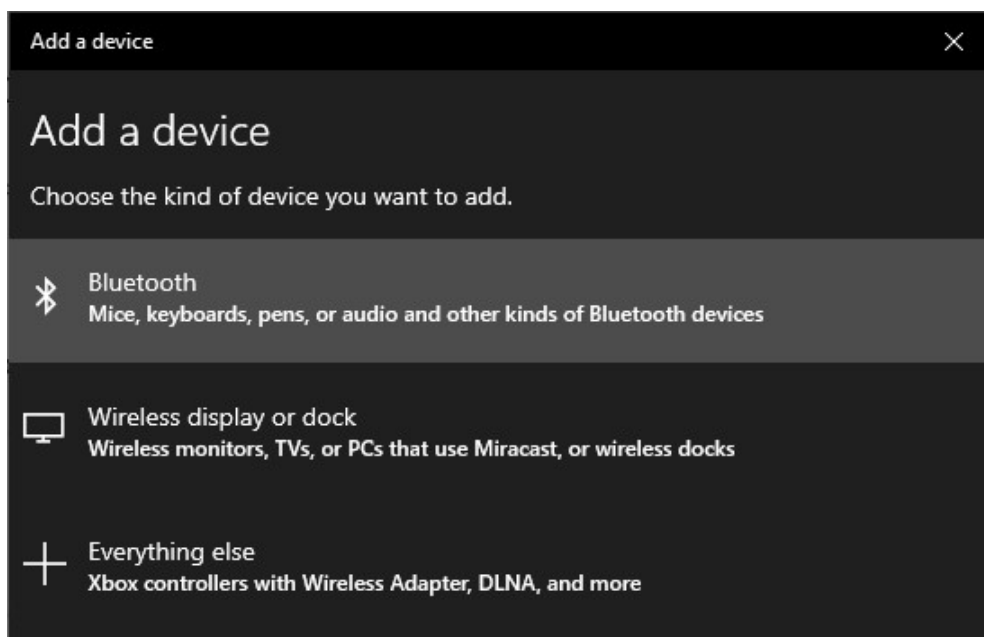 Add a device
Add a device
Choose the kind of device you want to add.
Bluetooth
Mice, keyboards, pens, or audio and other kinds of Bluetooth devices
Wireless display or dock
Wireless monitors, TVs, or PCs that use Miracast, or wireless docks
Everything else
Xbox controllers with Wireless Adapter, DLNA, and more